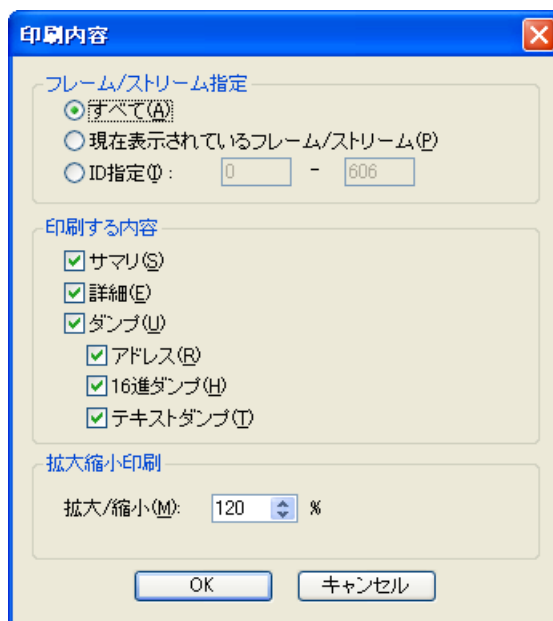 印刷内容
フレーム/ストリーム指定
すべて(A)
現在表示されているフレーム/ストリーム(P)
ID指定(I): 0 - 606
印刷する内容
サマリ(S)
詳細(E)
ダンプ(U)
アドレス(R)
16進ダンプ(H)
テキストダンプ(T)
拡大縮小印刷
拡大/縮小(M): 120 %
OK キャンセル